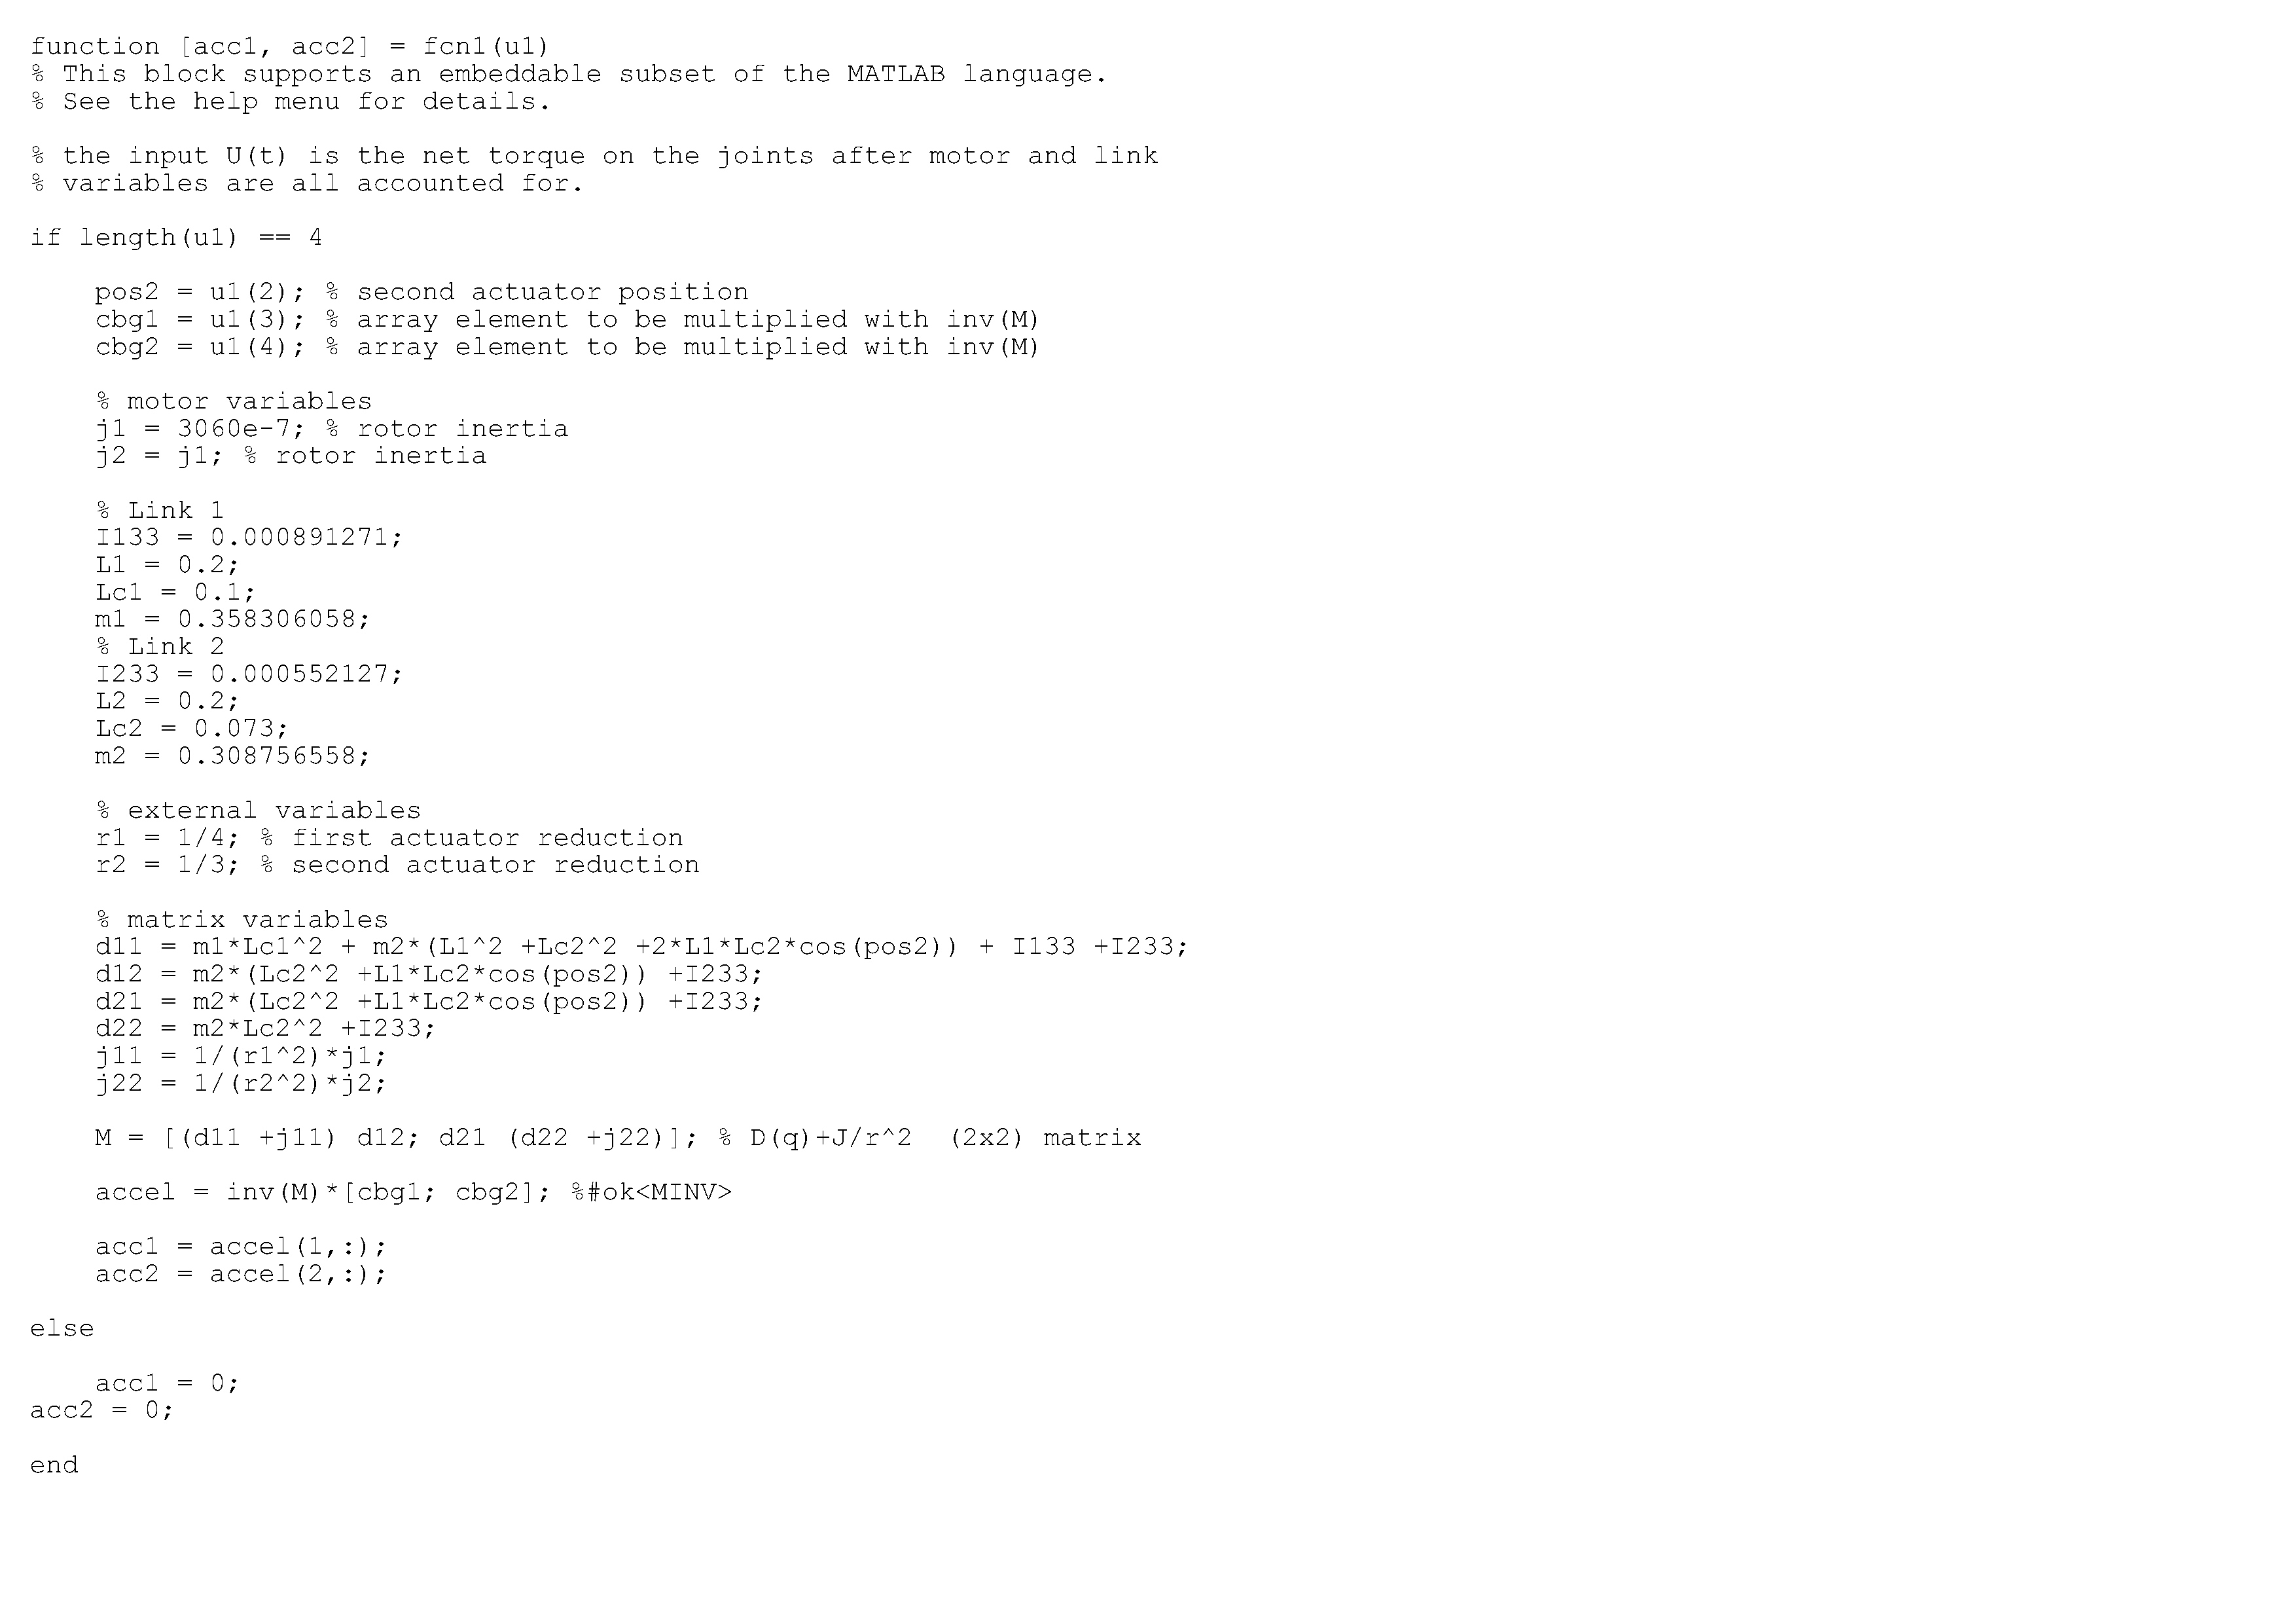 function [acc1, acc2] = fcn1(u1)
% This block supports an embeddable subset of the MATLAB language.
% See the help menu for details.
% the input U(t) is the net torque on the joints after motor and link
% variables are all accounted for.
if length(u1) == 4
pos2 = u1(2); % second actuator position
cbg1 = u1(3); % array element to be multiplied with inv(M)
cbg2 = u1(4); % array element to be multiplied with inv(M)
% motor variables
j1 = 3060e-7; % rotor inertia
j2 = j1; % rotor inertia
% Link 1
I133 = 0.000891271;
L1 = 0.2;
Lc1 = 0.1;
m1 = 0.358306058;
% Link 2
I233 = 0.000552127;
L2 = 0.2;
Lc2 = 0.073;
m2 = 0.308756558;
% external variables
r1 = 1/4; % first actuator reduction
r2 = 1/3; % second actuator reduction
% matrix variables
d11 = m1*Lc1^2 + m2*(L1^2 +Lc2^2 +2*L1*Lc2*cos(pos2)) + I133 +I233;
d12 = m2*(Lc2^2 +L1*Lc2*cos(pos2)) +I233;
d21 = m2*(Lc2^2 +L1*Lc2*cos(pos2)) +I233;
d22 = m2*Lc2^2 +I233;
j11 = 1/(r1^2)*j1;
j22 = 1/(r2^2)*j2;
M = [(d11 +j11) d12; d21 (d22 +j22)]; % D(q)+J/r^2  (2x2) matrix
accel = inv(M)*[cbg1; cbg2]; %#ok<MINV>
acc1 = accel(1,:);
acc2 = accel(2,:);
else
acc1 = 0;
acc2 = 0;
end